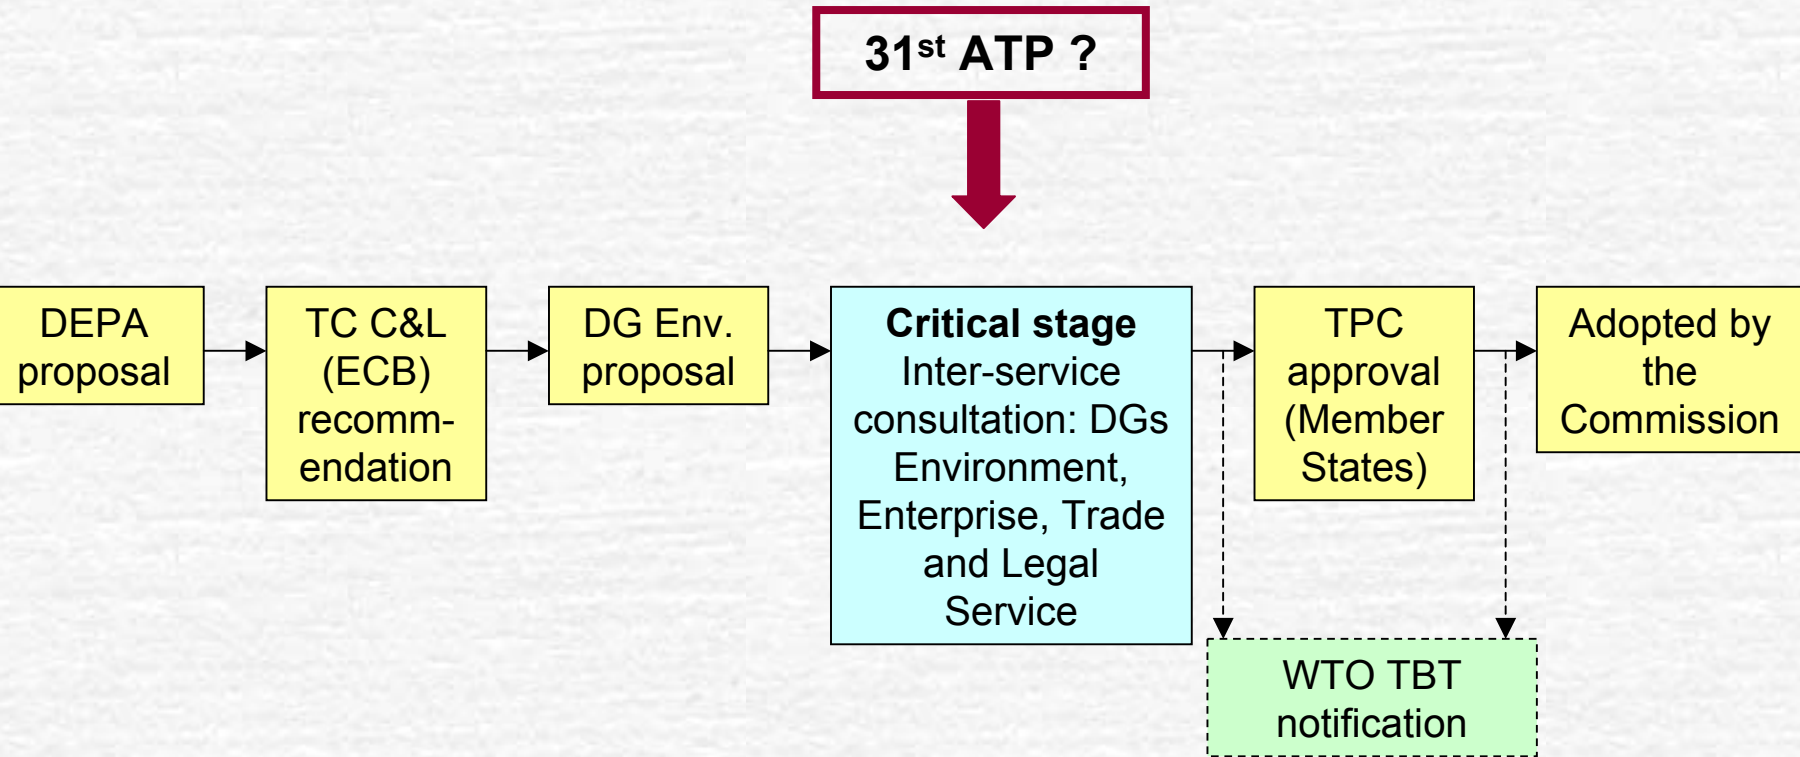 31st ATP ?
DEPA
proposal
TC C&L
(ECB)
recomm-
endation
DG Env.
proposal
Critical stage
Inter-service
consultation: DGs
Environment,
Enterprise, Trade
and Legal
Service
TPC
approval
(Member
States)
Adopted by
the
Commission
WTO TBT
notification